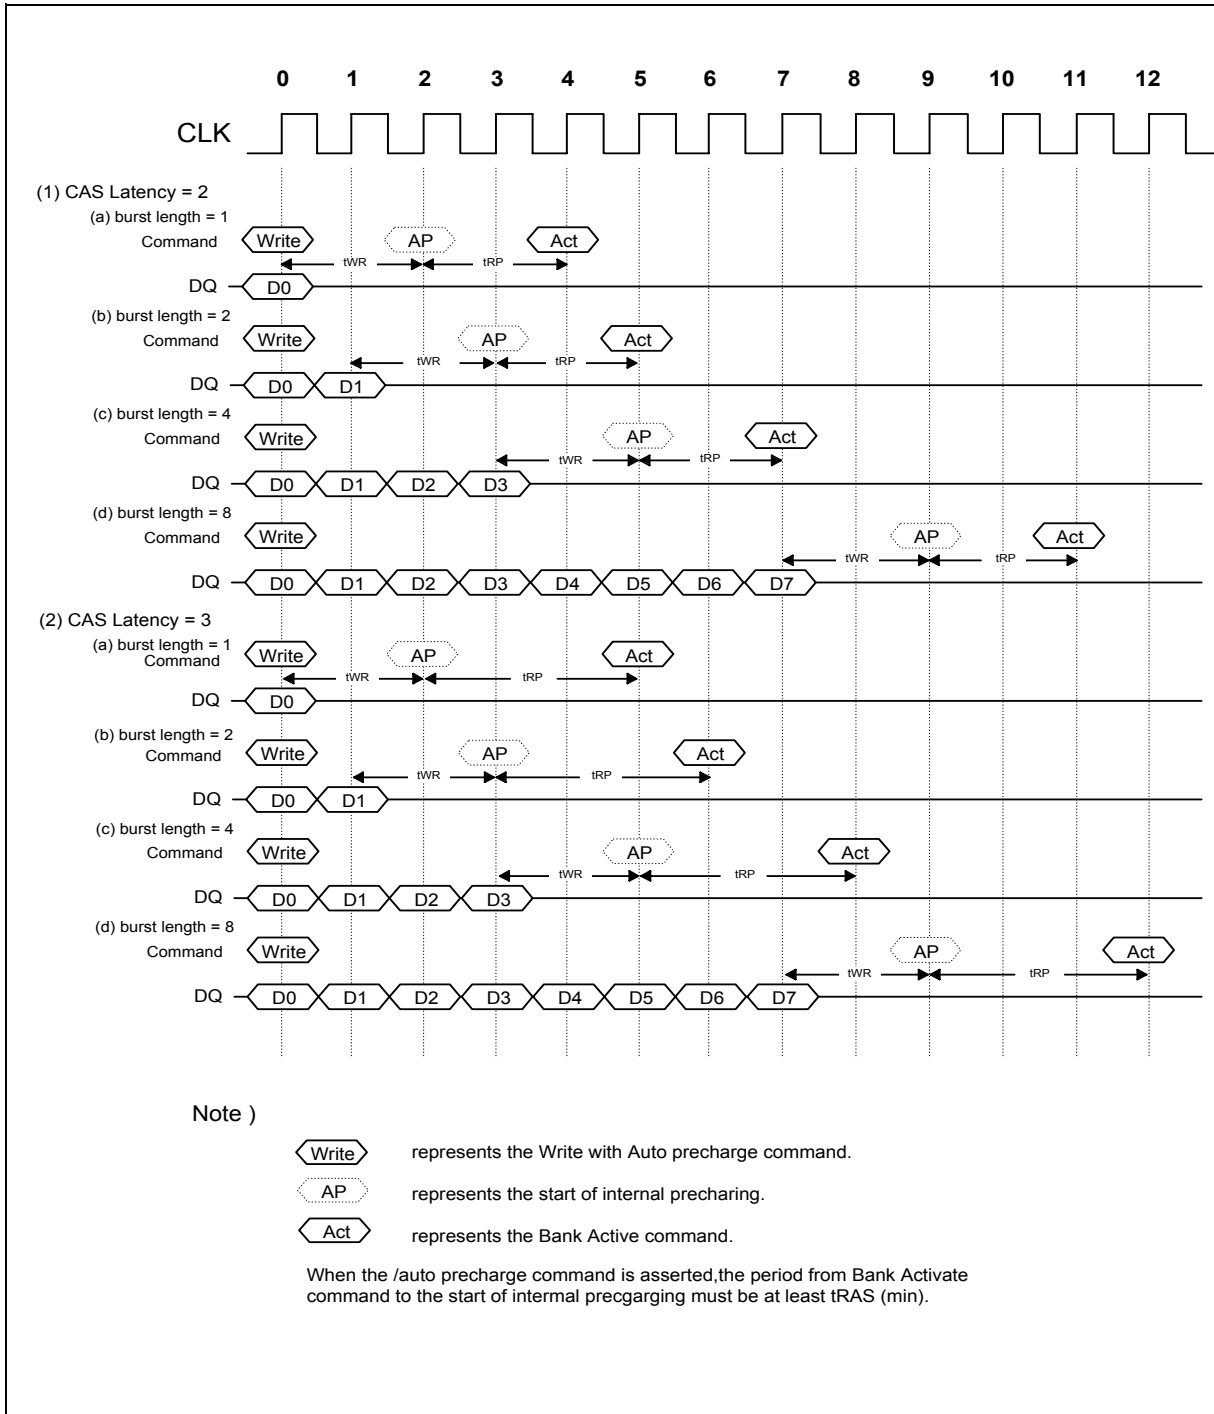 0 1 2 3 4 5 6 7 8 9 10 11 12
CLK
(1) CAS Latency = 2
(a) burst length = 1
Command Write AP Act
tWR tRP
DQ D0
(b) burst length = 2
Command Write AP Act
tWR tRP
DQ D0 D1
(c) burst length = 4
Command Write AP Act
tWR tRP
DQ D0 D1 D2 D3
(d) burst length = 8
Command Write AP Act
tWR tRP
DQ D0 D1 D2 D3 D4 D5 D6 D7
(2) CAS Latency = 3
(a) burst length = 1
Command Write AP Act
tWR tRP
DQ D0
(b) burst length = 2
Command Write AP Act
tWR tRP
DQ D0 D1
(c) burst length = 4
Command Write AP Act
tWR tRP
DQ D0 D1 D2 D3
(d) burst length = 8
Command Write AP Act
tWR tRP
DQ D0 D1 D2 D3 D4 D5 D6 D7
Note )
Write represents the Write with Auto precharge command.
AP represents the start of internal precharing.
Act represents the Bank Active command.
When the /auto precharge command is asserted,the period from Bank Activate
command to the start of intermal precgarging must be at least tRAS (min).